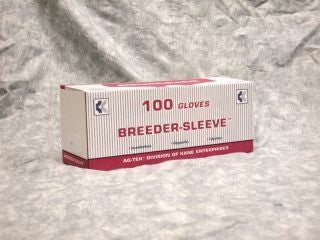 100 GLOVES
BREEDER-SLEEVE™
AG-TEK® DIVISION OF KANE ENTERPRISES